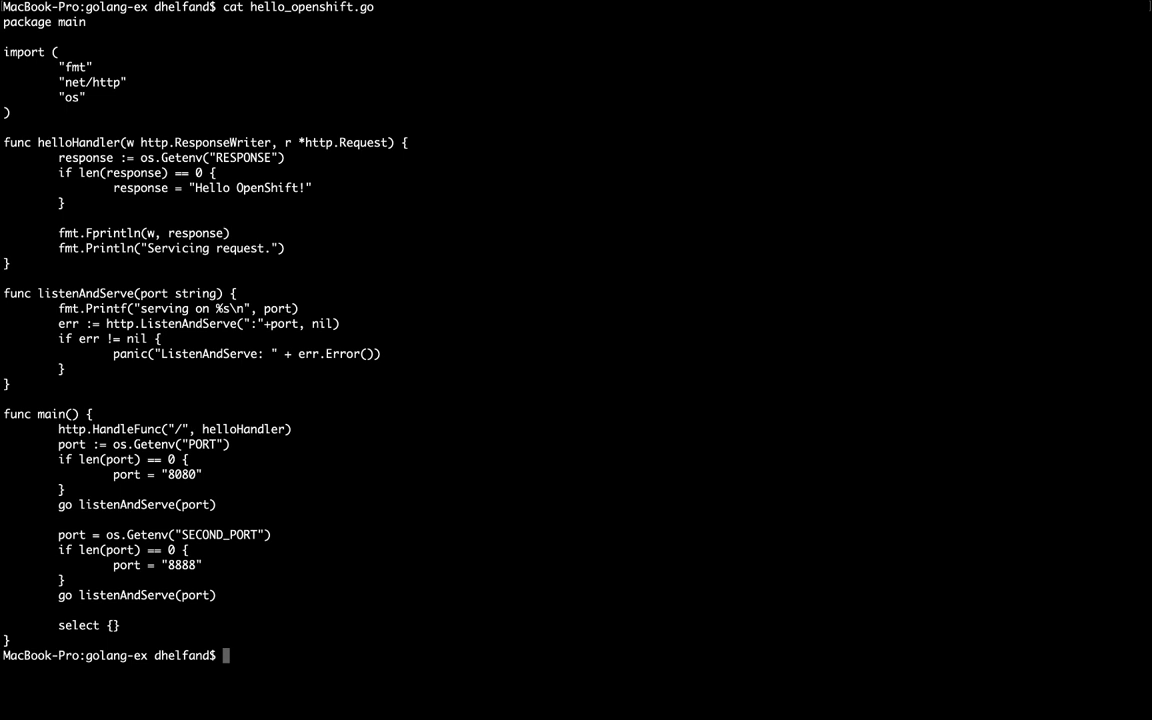 MacBook-Pro:golang-ex dhelfand$ cat hello_openshift.go
package main

import (
        "fmt"
        "net/http"
        "os"
)

func helloHandler(w http.ResponseWriter, r *http.Request) {
        response := os.Getenv("RESPONSE")
        if len(response) == 0 {
                response = "Hello OpenShift!"
        }

        fmt.Fprintln(w, response)
        fmt.Println("Servicing request.")
}

func listenAndServe(port string) {
        fmt.Printf("serving on %s\n", port)
        err := http.ListenAndServe(":"+port, nil)
        if err != nil {
                panic("ListenAndServe: " + err.Error())
        }
}

func main() {
        http.HandleFunc("/", helloHandler)
        port := os.Getenv("PORT")
        if len(port) == 0 {
                port = "8080"
        }
        go listenAndServe(port)

        port = os.Getenv("SECOND_PORT")
        if len(port) == 0 {
                port = "8888"
        }
        go listenAndServe(port)

        select {}
}
MacBook-Pro:golang-ex dhelfand$